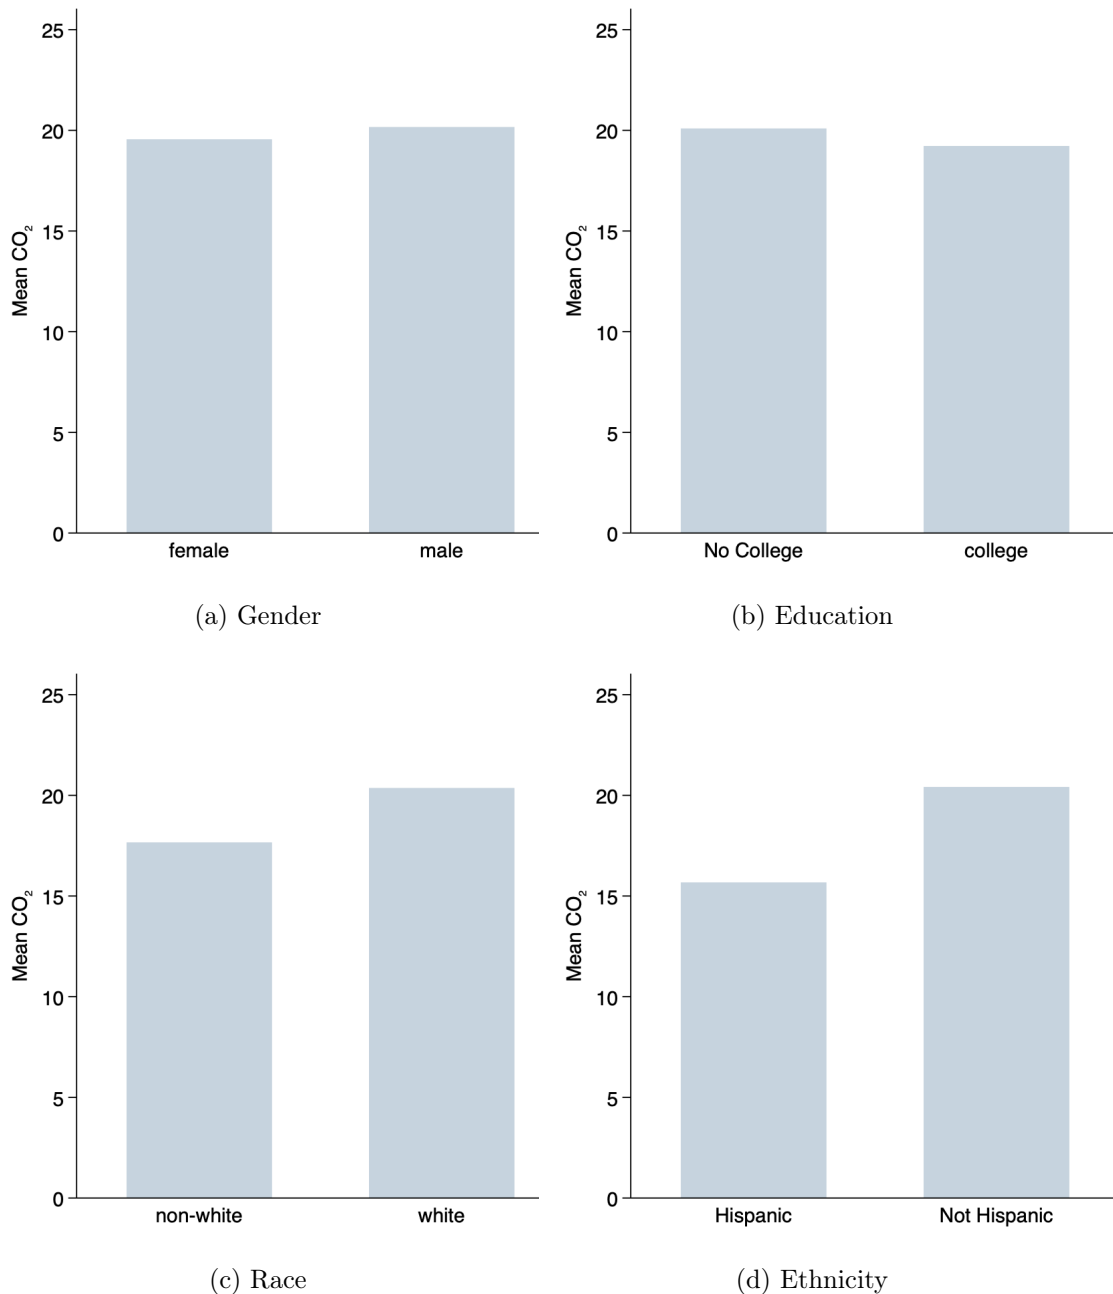 25
20
15
10
5
0
Mean CO₂
female male
(a) Gender
25
20
15
10
5
0
Mean CO₂
No College college
(b) Education
25
20
15
10
5
0
Mean CO₂
non-white white
(c) Race
25
20
15
10
5
0
Mean CO₂
Hispanic Not Hispanic
(d) Ethnicity